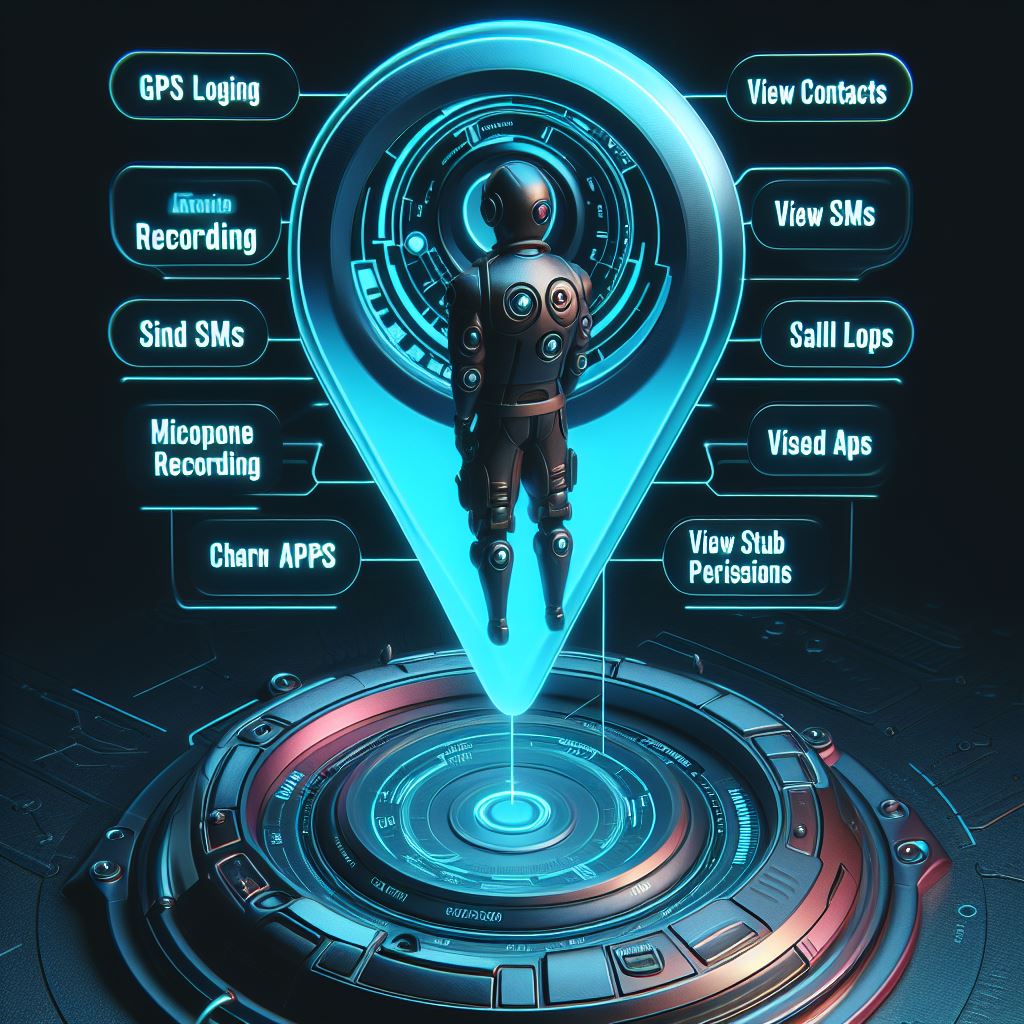 GPS Loging
View Contacts
Recording
View SMs
Sind SMs
Salll Lops
Micopone
Recording
Vised Aps
Charn APPS
View Stub
Perissions